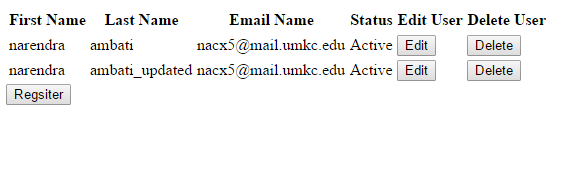 First Name Last Name Email Name Status Edit User Delete User
narendra ambati nacx5@mail.umkc.edu Active Edit Delete
narendra ambati_updated nacx5@mail.umkc.edu Active Edit Delete
Regsiter